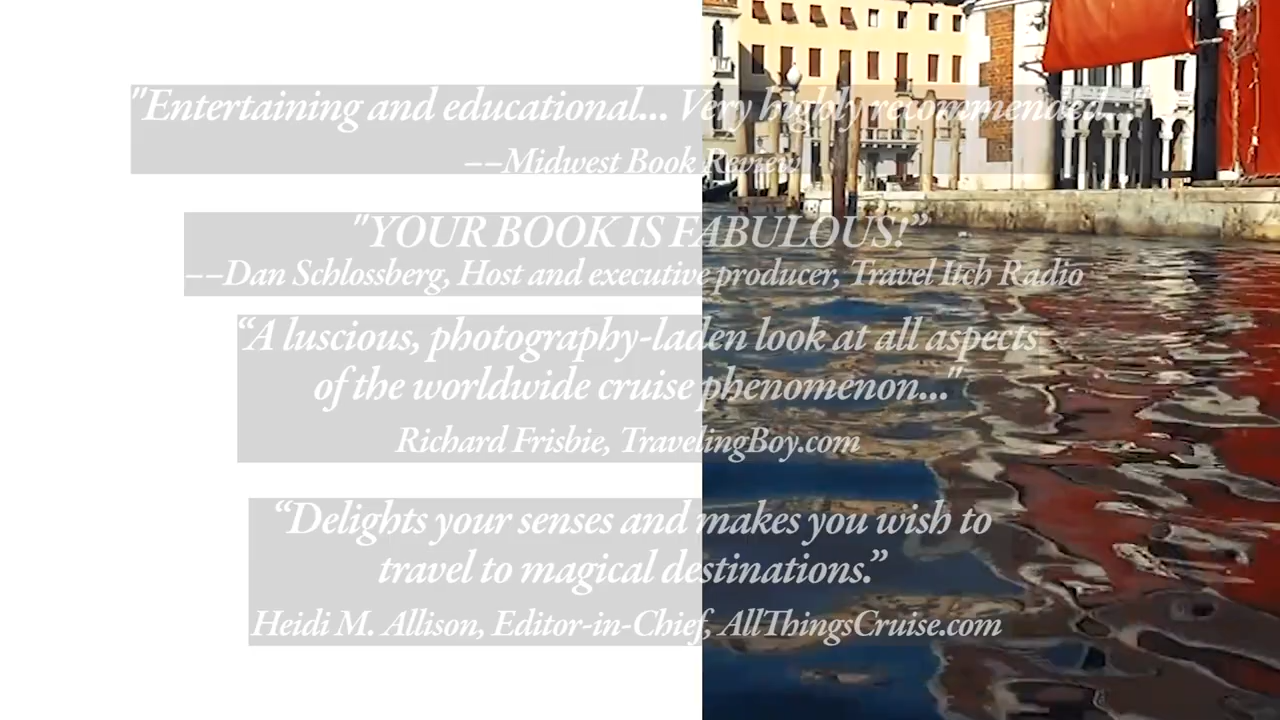 "Entertaining and educational... Very highly recommended..."
––Midwest Book Review
"YOUR BOOK IS FABULOUS!”
––Dan Schlossberg, Host and executive producer, Travel Itch Radio
“A luscious, photography-laden look at all aspects
of the worldwide cruise phenomenon..."
Richard Frisbie, TravelingBoy.com
“Delights your senses and makes you wish to
travel to magical destinations.”
Heidi M. Allison, Editor-in-Chief, AllThingsCruise.com